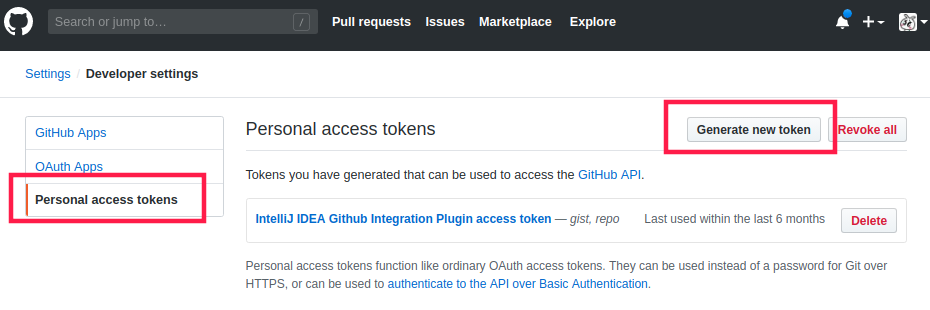 Search or jump to… / Pull requests Issues Marketplace Explore
Settings / Developer settings
GitHub Apps
OAuth Apps
Personal access tokens
Personal access tokens Generate new token Revoke all
Tokens you have generated that can be used to access the GitHub API.
IntelliJ IDEA Github Integration Plugin access token — gist, repo Last used within the last 6 months Delete
Personal access tokens function like ordinary OAuth access tokens. They can be used instead of a password for Git over
HTTPS, or can be used to authenticate to the API over Basic Authentication.